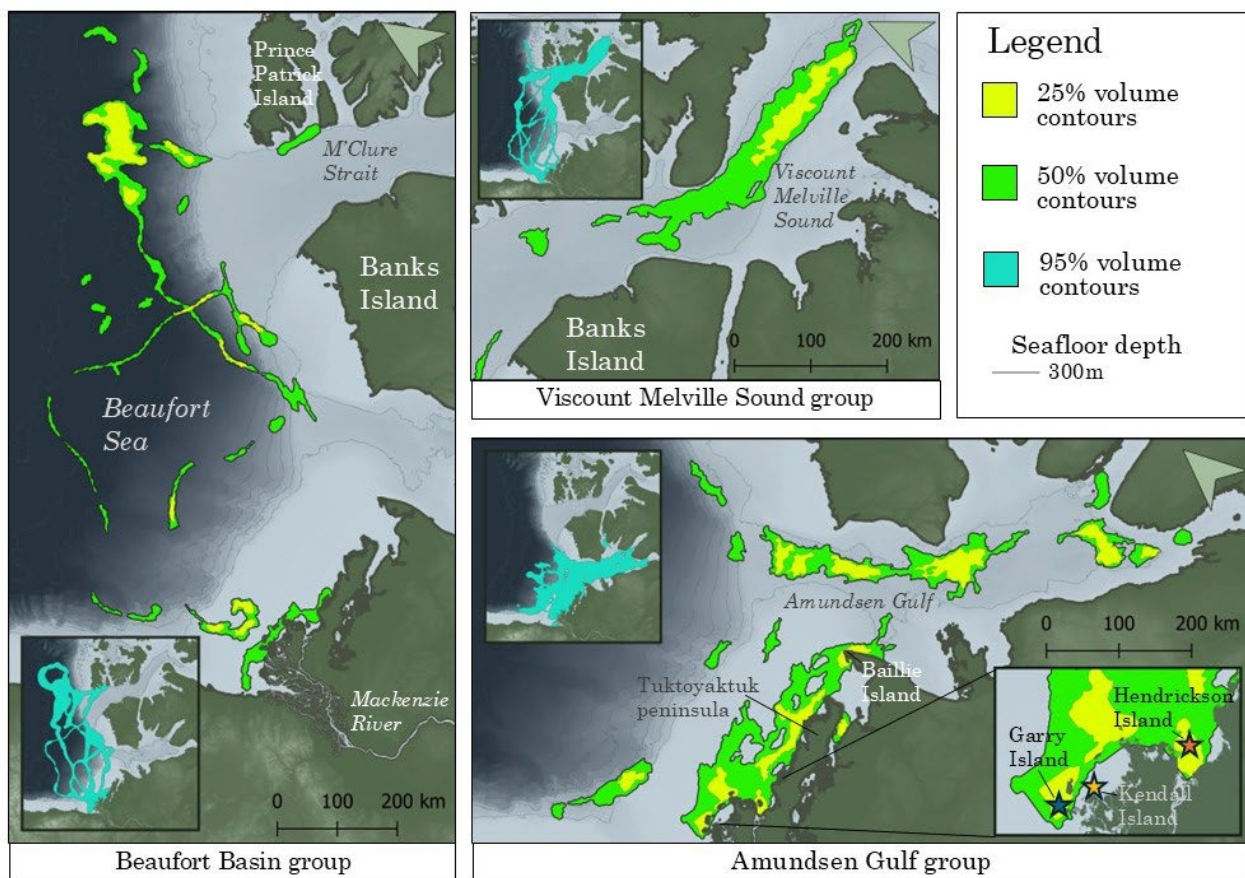 Prince
Patrick
Island
M'Clure
Strait
Banks
Island
Beaufort
Sea
Mackenzie
River
0 100 200 km
Beaufort Basin group
Viscount
Melville
Sound
Banks
Island
0 100 200 km
Viscount Melville Sound group
Legend
25% volume
contours
50% volume
contours
95% volume
contours
Seafloor depth
300m
Amundsen Gulf
0 100 200 km
Baillie
Island
Tuktoyaktuk
peninsula
Hendrickson
Island
Garry
Island
Kendall
Island
Amundsen Gulf group